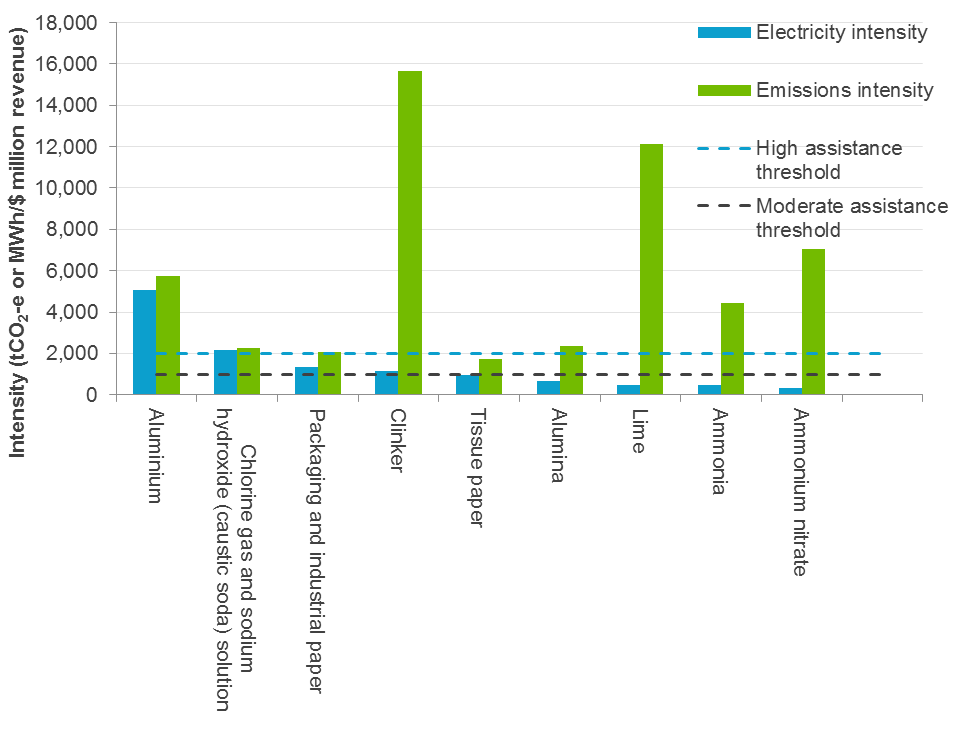 Intensity (tCO₂-e or MWh/$ million revenue)
18,000
16,000
14,000
12,000
10,000
8,000
6,000
4,000
2,000
0
Electricity intensity
Emissions intensity
High assistance
threshold
Moderate assistance
threshold
Aluminium
Chlorine gas and sodium
hydroxide (caustic soda) solution
Packaging and industrial paper
Clinker
Tissue paper
Alumina
Lime
Ammonia
Ammonium nitrate